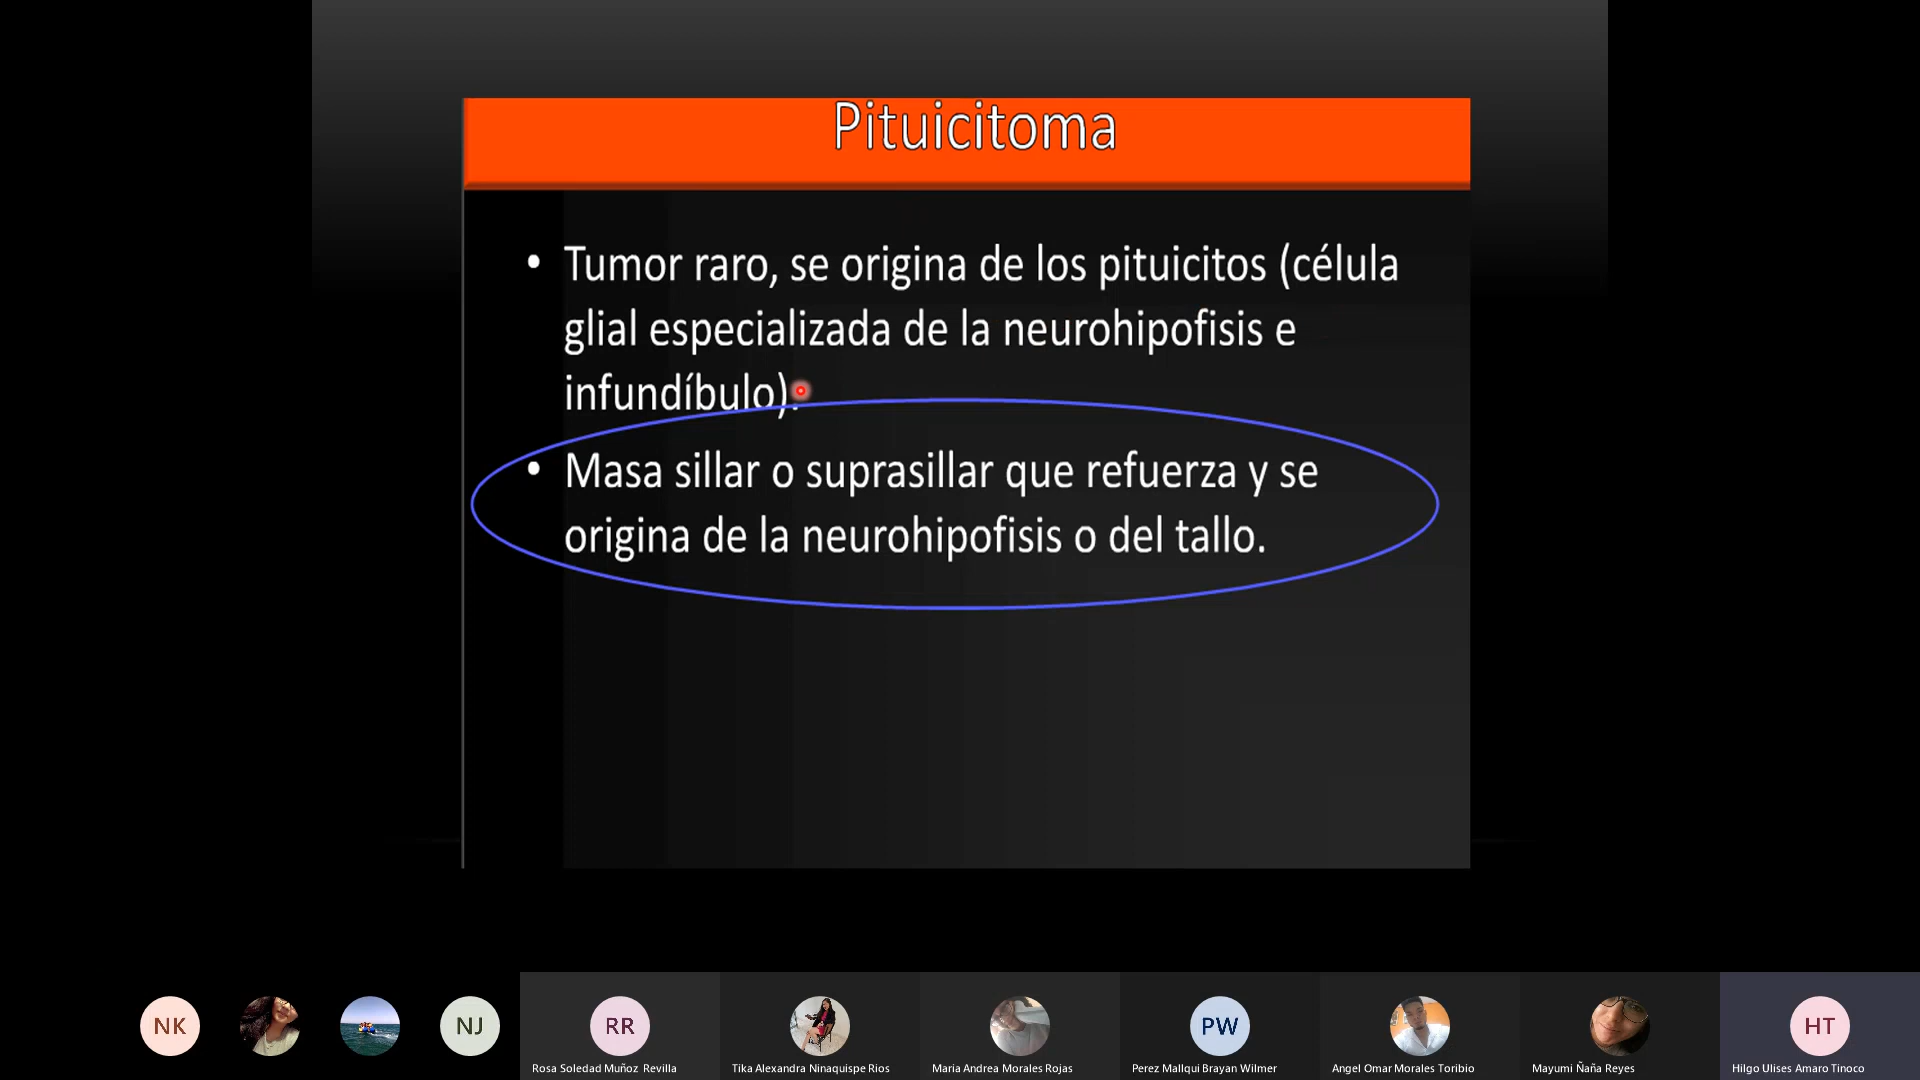 Pituicitoma
• Tumor raro, se origina de los pituicitos (célula
glial especializada de la neurohipofisis e
infundíbulo).
• Masa sillar o suprasillar que refuerza y se
origina de la neurohipofisis o del tallo.
NK
NJ
RR
PW
HT
Rosa Soledad Muñoz Revilla
Tika Alexandra Ninaquispe Rios
Maria Andrea Morales Rojas
Perez Mallqui Brayan Wilmer
Angel Omar Morales Toribio
Mayumi Ñaña Reyes
Hilgo Ulises Amaro Tinoco